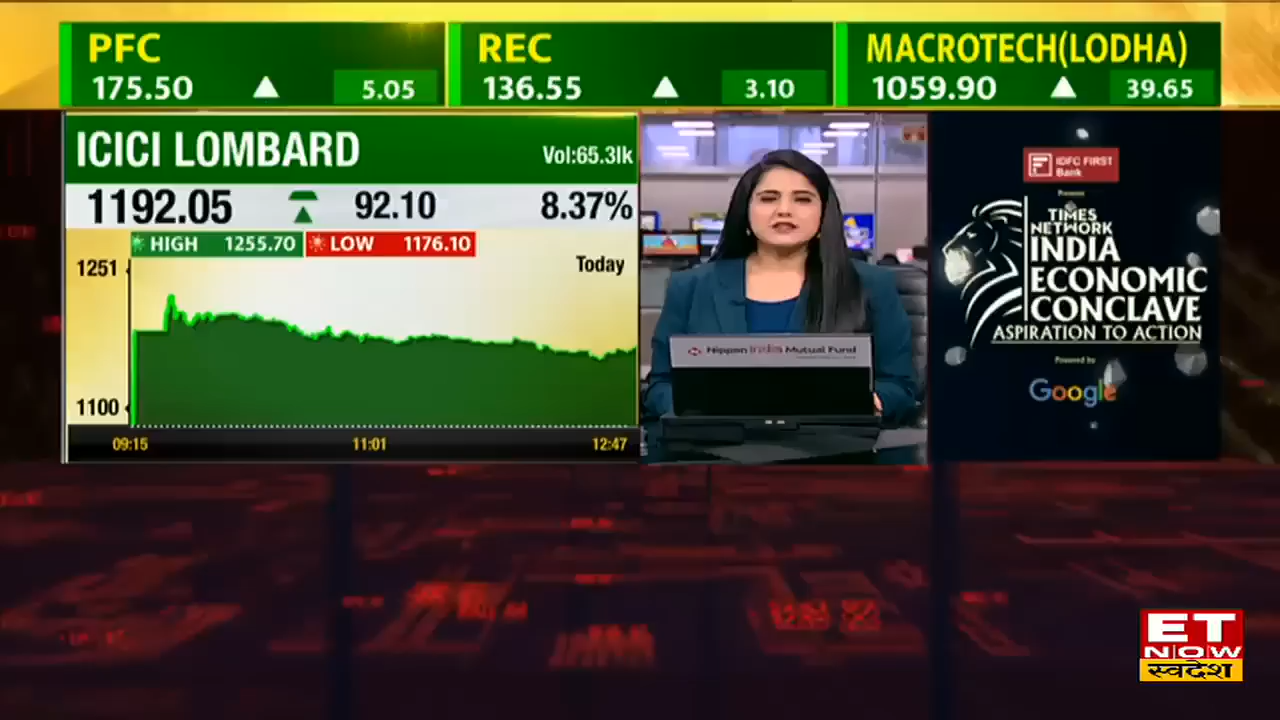 PFC
175.50 ▲ 5.05
REC
136.55 ▲ 3.10
MACROTECH(LODHA)
1059.90 ▲ 39.65
ICICI LOMBARD
Vol:65.3lk
1192.05 92.10 8.37%
HIGH 1255.70 LOW 1176.10
1251
Today
1100
09:15 11:01 12:47
Nippon India Mutual Fund
IDFC FIRST
Bank
Presents
TIMES
NETWORK
INDIA
ECONOMIC
CONCLAVE
ASPIRATION TO ACTION
Powered by
Google
ET
NOW
स्वदेश